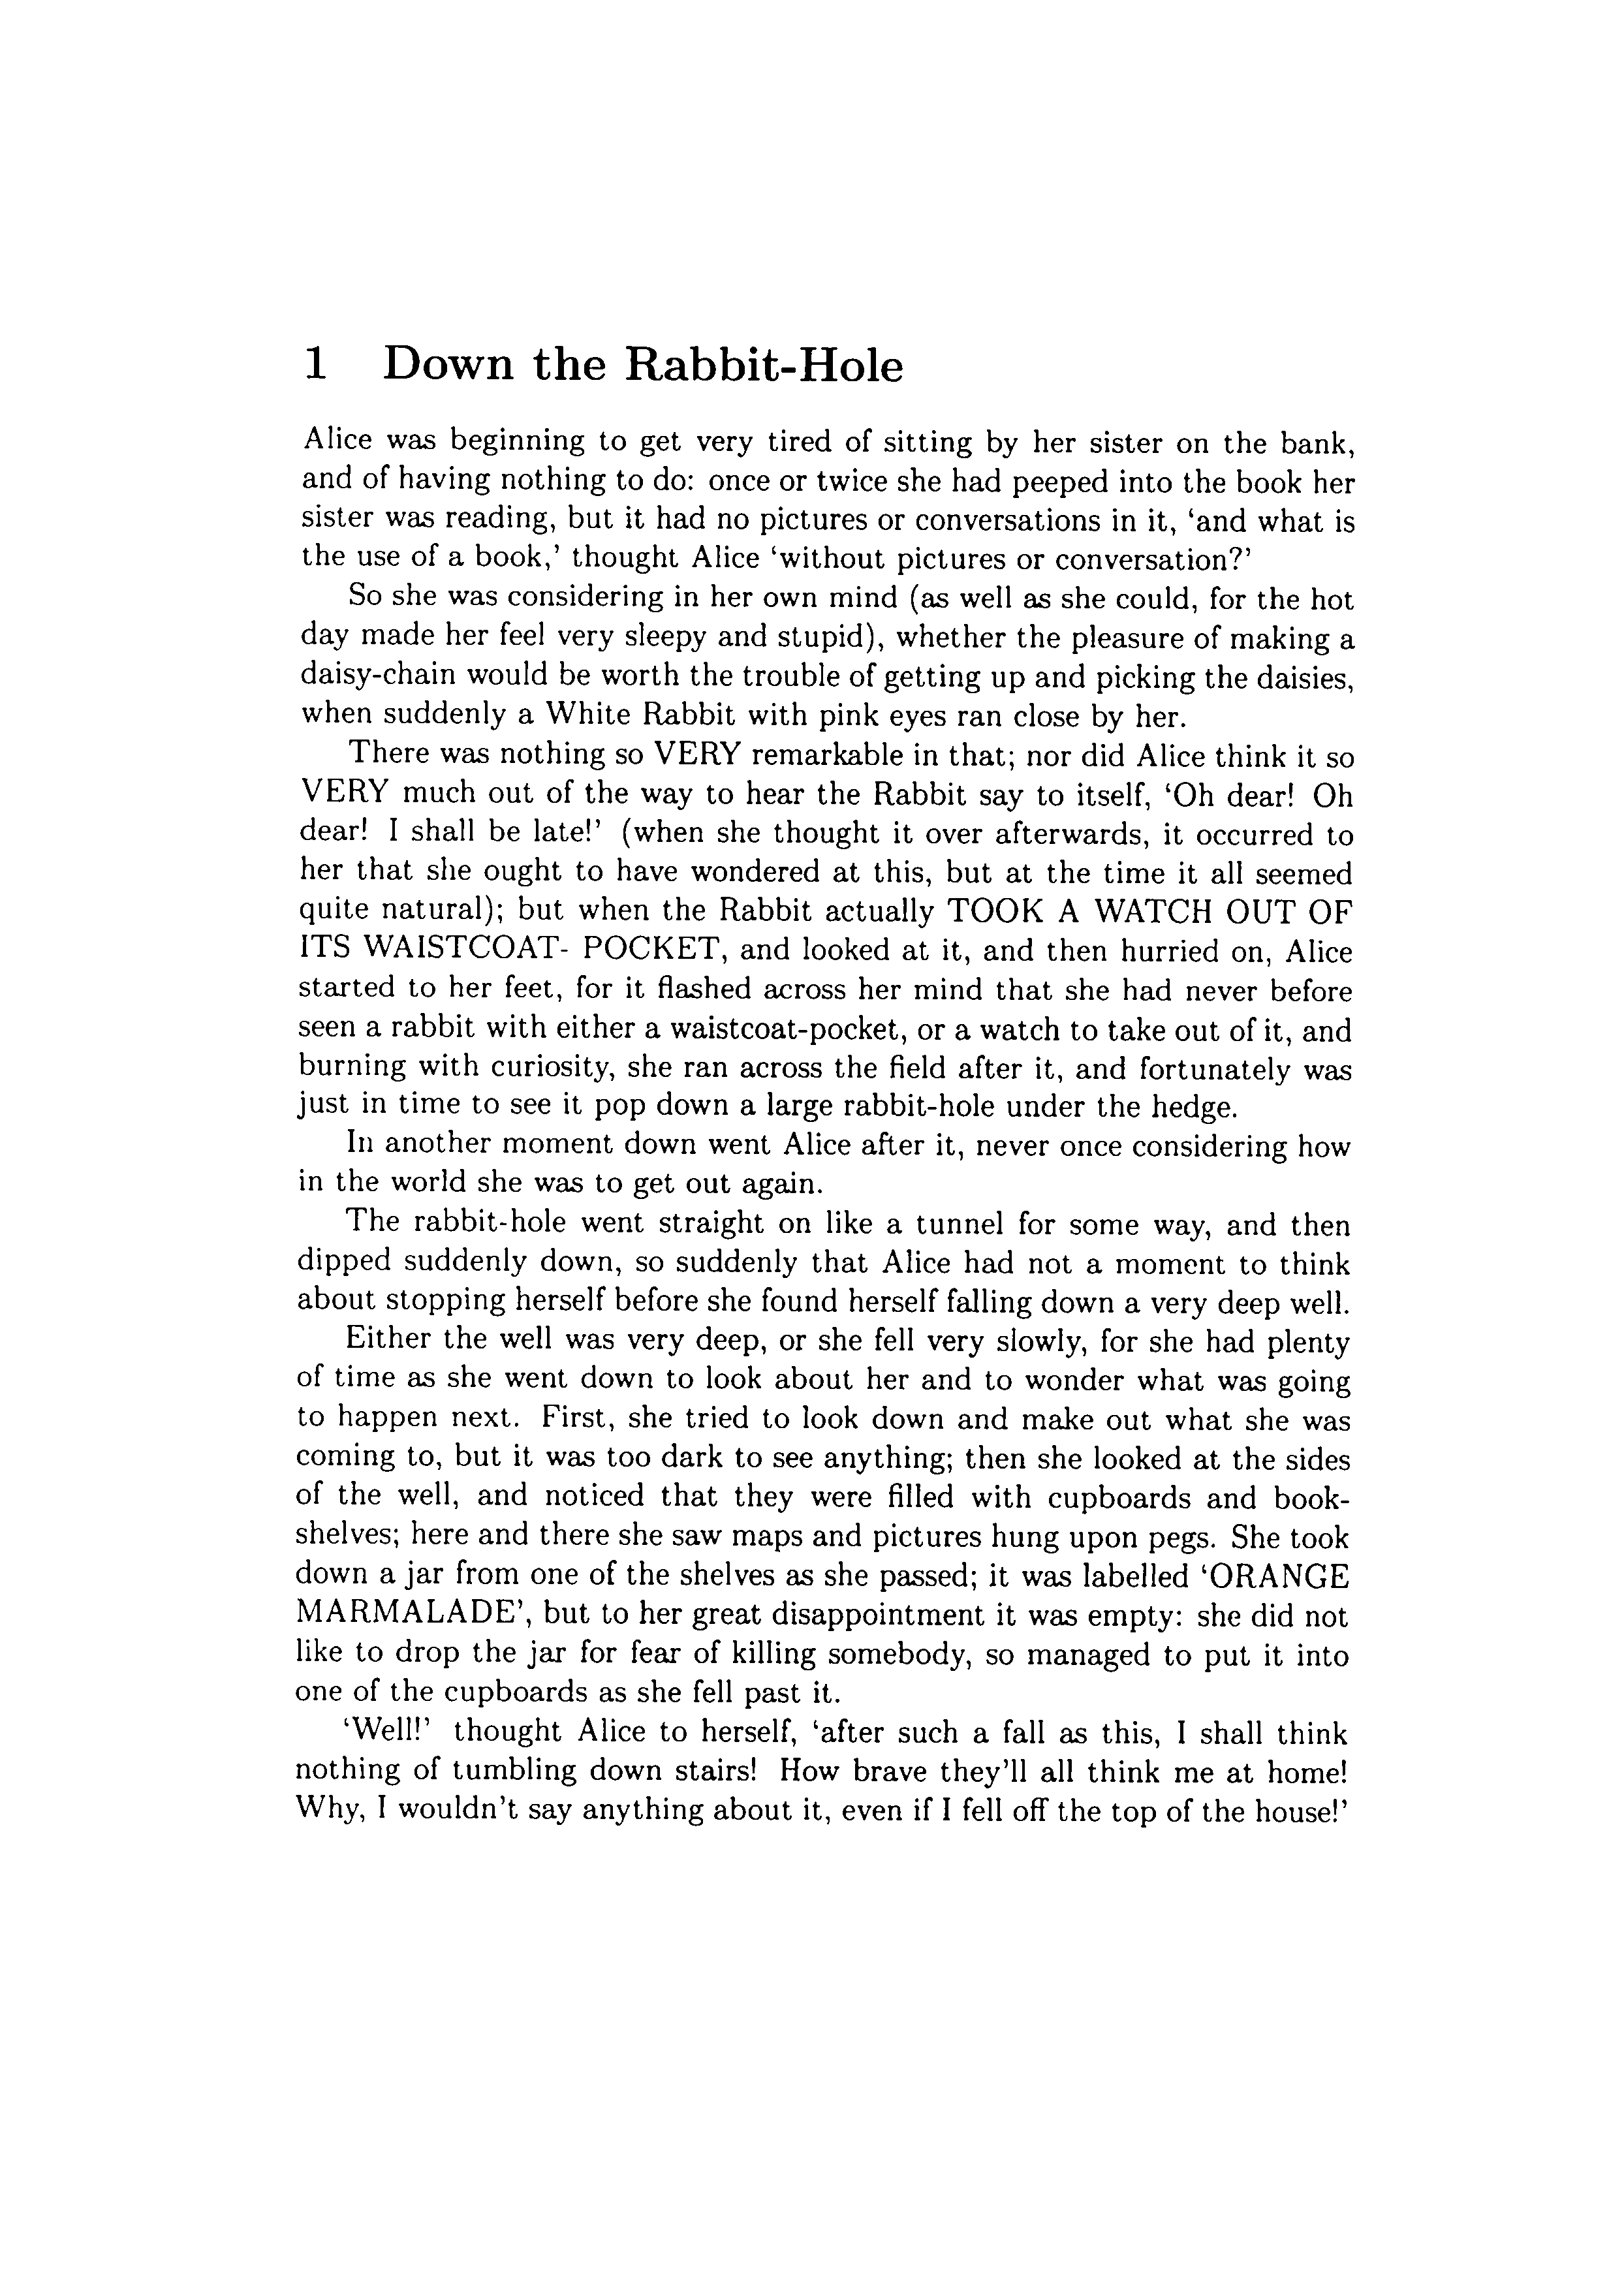 1 Down the Rabbit-Hole
Alice was beginning to get very tired of sitting by her sister on the bank,
and of having nothing to do: once or twice she had peeped into the book her
sister was reading, but it had no pictures or conversations in it, ‘and what is
the use of a book,’ thought Alice ‘without pictures or conversation?’
So she was considering in her own mind (as well as she could, for the hot
day made her feel very sleepy and stupid), whether the pleasure of making a
daisy-chain would be worth the trouble of getting up and picking the daisies,
when suddenly a White Rabbit with pink eyes ran close by her.
There was nothing so VERY remarkable in that; nor did Alice think it so
VERY much out of the way to hear the Rabbit say to itself, ‘Oh dear! Oh
dear! I shall be late!’ (when she thought it over afterwards, it occurred to
her that she ought to have wondered at this, but at the time it all seemed
quite natural); but when the Rabbit actually TOOK A WATCH OUT OF
ITS WAISTCOAT- POCKET, and looked at it, and then hurried on, Alice
started to her feet, for it flashed across her mind that she had never before
seen a rabbit with either a waistcoat-pocket, or a watch to take out of it, and
burning with curiosity, she ran across the field after it, and fortunately was
just in time to see it pop down a large rabbit-hole under the hedge.
In another moment down went Alice after it, never once considering how
in the world she was to get out again.
The rabbit-hole went straight on like a tunnel for some way, and then
dipped suddenly down, so suddenly that Alice had not a moment to think
about stopping herself before she found herself falling down a very deep well.
Either the well was very deep, or she fell very slowly, for she had plenty
of time as she went down to look about her and to wonder what was going
to happen next. First, she tried to look down and make out what she was
coming to, but it was too dark to see anything; then she looked at the sides
of the well, and noticed that they were filled with cupboards and book-
shelves; here and there she saw maps and pictures hung upon pegs. She took
down a jar from one of the shelves as she passed; it was labelled ‘ORANGE
MARMALADE’, but to her great disappointment it was empty: she did not
like to drop the jar for fear of killing somebody, so managed to put it into
one of the cupboards as she fell past it.
‘Well!’ thought Alice to herself, ‘after such a fall as this, I shall think
nothing of tumbling down stairs! How brave they’ll all think me at home!
Why, I wouldn’t say anything about it, even if I fell off the top of the house!’